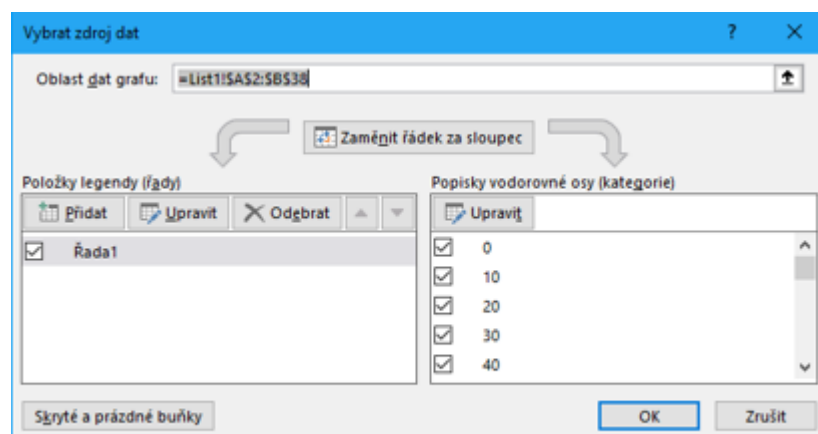 Vybrat zdroj dat ?
Oblast dat grafu: =List1!$A$2:$B$38
Zaměnit řádek za sloupec
Položky legendy (řady)
Přidat Upravit Odebrat
Řada1
Popisky vodorovné osy (kategorie)
Upravit
0
10
20
30
40
Skryté a prázdné buňky OK Zrušit